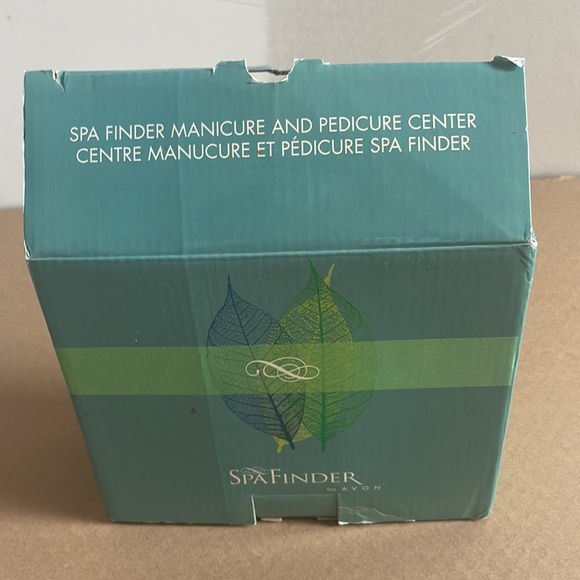 SPA FINDER MANICURE AND PEDICURE CENTER
CENTRE MANUCURE ET PÉDICURE SPA FINDER
SPAFINDER
for AVON